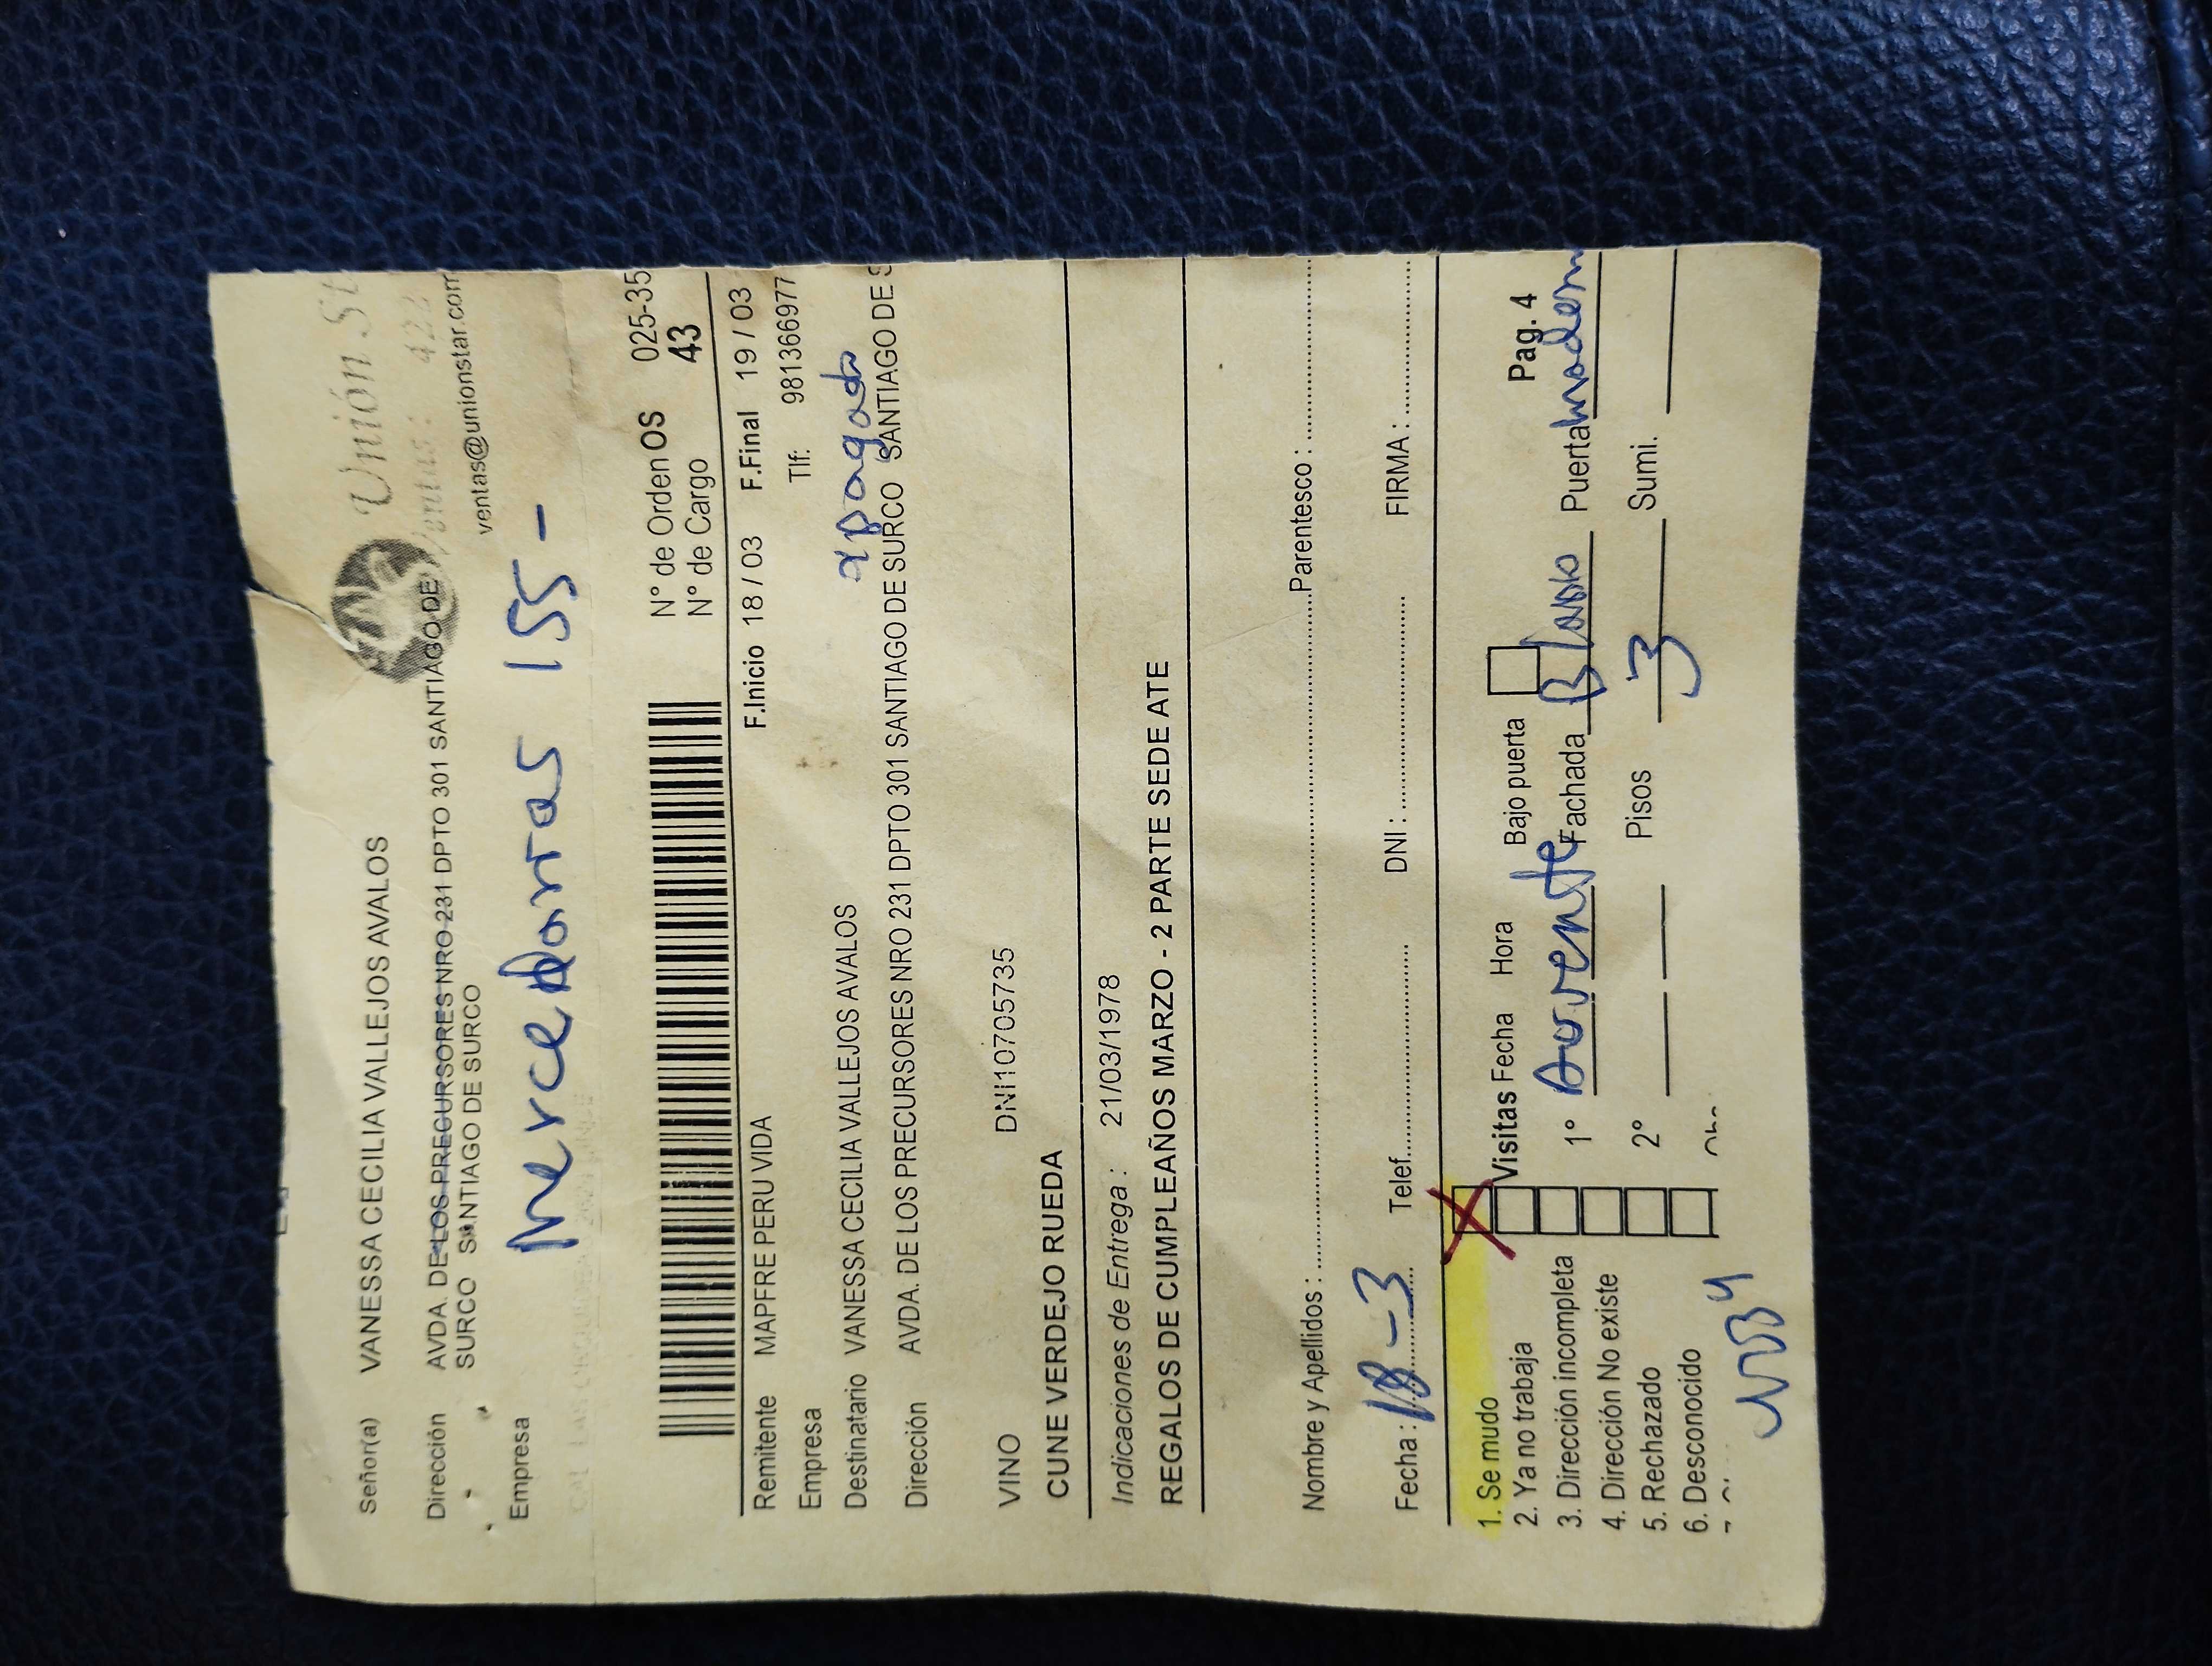 Unión St
Ventas: 422
ventas@unionstar.com
Señor(a) VANESSA CECILIA VALLEJOS AVALOS
Dirección AVDA. DE LOS PRECURSORES NRO 231 DPTO 301 SANTIAGO DE
SURCO SANTIAGO DE SURCO
Empresa
155 -
N° de Orden OS 025-35
N° de Cargo 43
Remitente MAPFRE PERU VIDA F.Inicio 18 / 03 F.Final 19 / 03
Empresa Tlf: 981366977
apagado
Destinatario VANESSA CECILIA VALLEJOS AVALOS
Dirección AVDA. DE LOS PRECURSORES NRO 231 DPTO 301 SANTIAGO DE SURCO SANTIAGO DE S
VINO DNI10705735
CUNE VERDEJO RUEDA
Indicaciones de Entrega : 21/03/1978
REGALOS DE CUMPLEAÑOS MARZO - 2 PARTE SEDE ATE
Nombre y Apellidos : Parentesco :
Fecha : 18 - 3 Telef. DNI : FIRMA :
1. Se mudo X
Pag. 4
2. Ya no trabaja Visitas Fecha Hora Bajo puerta
3. Dirección incompleta 1° Fachada Blanco Puerta madera
4. Dirección No existe
5. Rechazado 2° Pisos 3 Sumi.
6. Desconocido